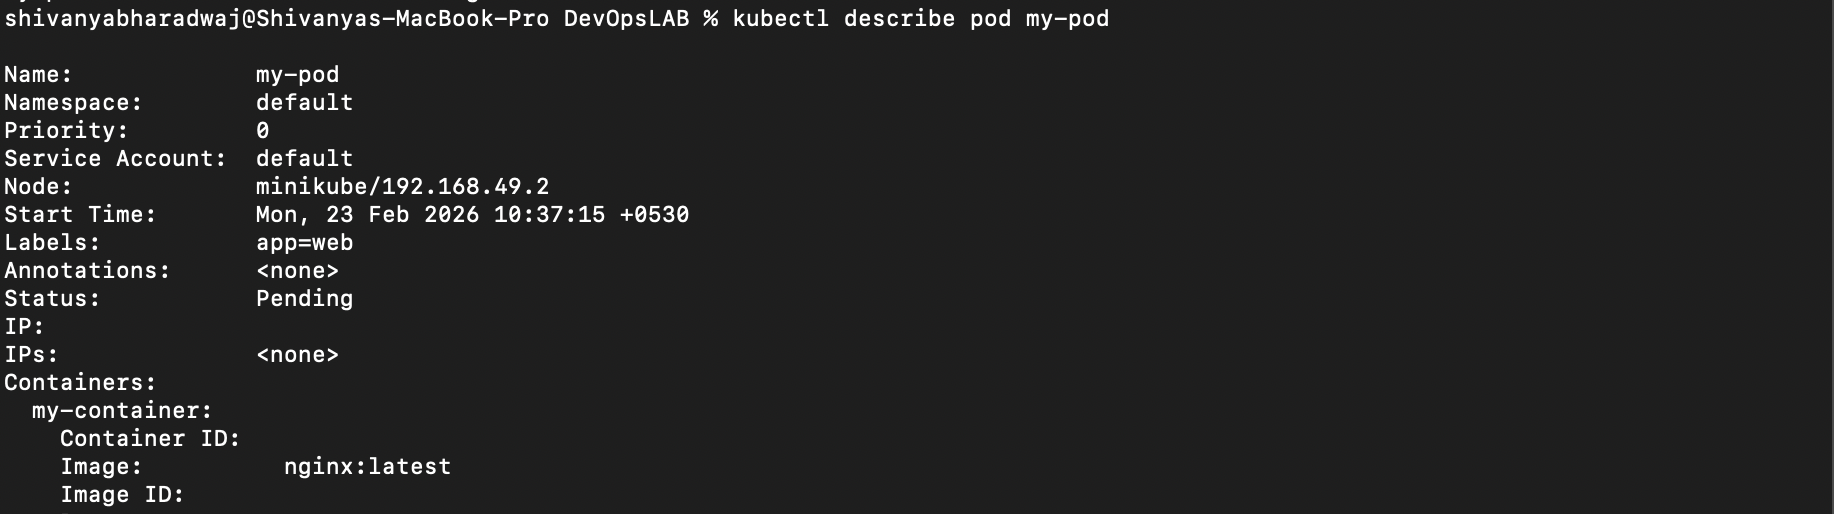 shivanyabharadwaj@Shivanyas-MacBook-Pro DevOpsLAB % kubectl describe pod my-pod
Name:             my-pod
Namespace:        default
Priority:         0
Service Account:  default
Node:             minikube/192.168.49.2
Start Time:       Mon, 23 Feb 2026 10:37:15 +0530
Labels:           app=web
Annotations:      <none>
Status:           Pending
IP:
IPs:              <none>
Containers:
  my-container:
    Container ID:
    Image:          nginx:latest
    Image ID: